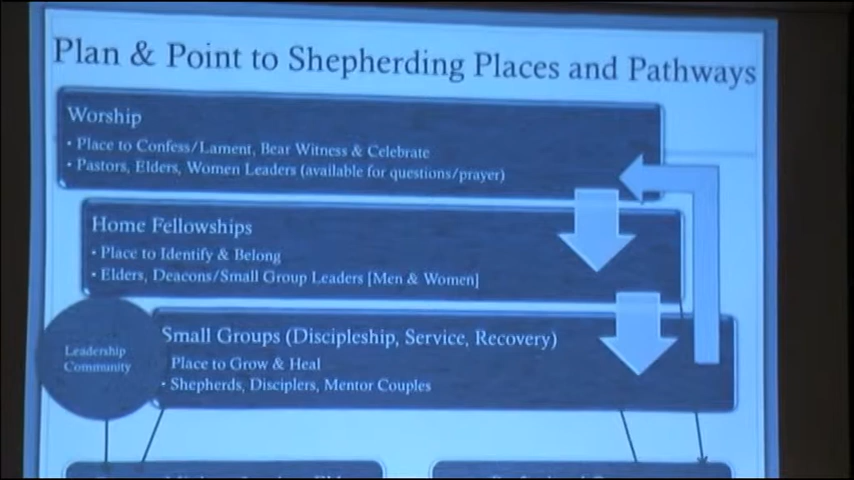 Plan & Point to Shepherding Places and Pathways
Worship
• Place to Confess/Lament, Bear Witness & Celebrate
• Pastors, Elders, Women Leaders (available for questions/prayer)
Home Fellowships
• Place to Identify & Belong
• Elders, Deacons/Small Group Leaders [Men & Women]
Leadership
Community
Small Groups (Discipleship, Service, Recovery)
Place to Grow & Heal
• Shepherds, Disciplers, Mentor Couples